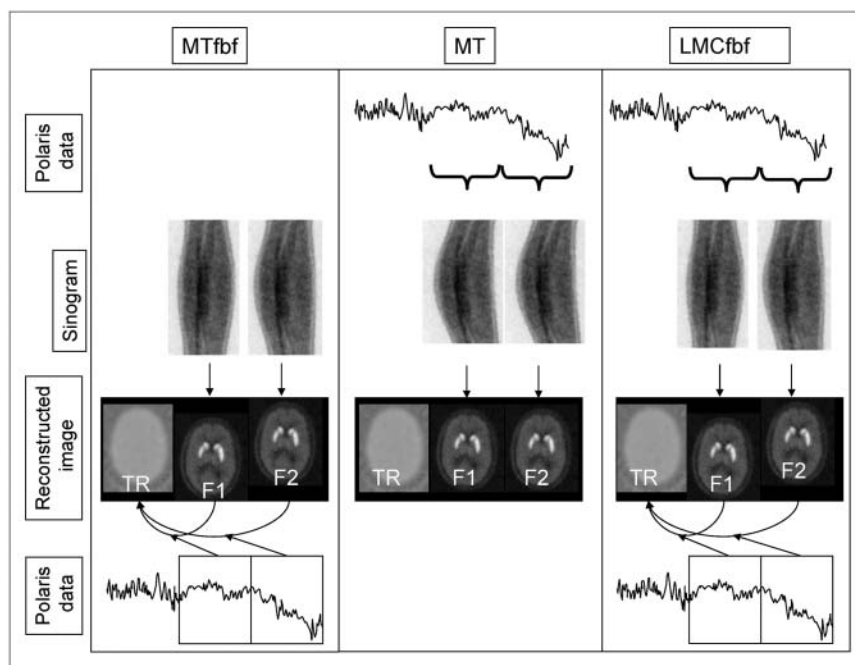 MTfbf
MT
LMCfbf
Polaris
data
Sinogram
Reconstructed
image
TR
F1
F2
TR
F1
F2
TR
F1
F2
Polaris
data